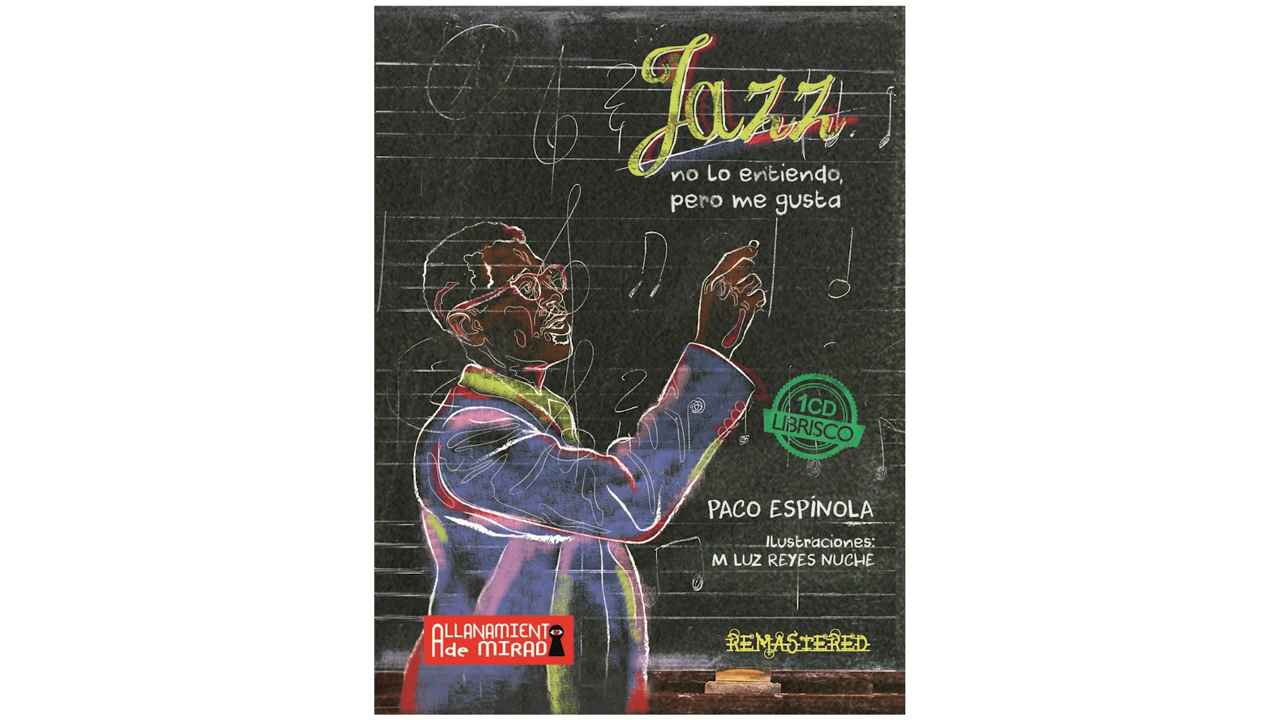 Jazz
no lo entiendo,
pero me gusta
1CD
LIBRISCO
PACO ESPÍNOLA
Ilustraciones:
M LUZ REYES NUCHE
ALLANAMIENTO
de MIRADA
REMASTERED